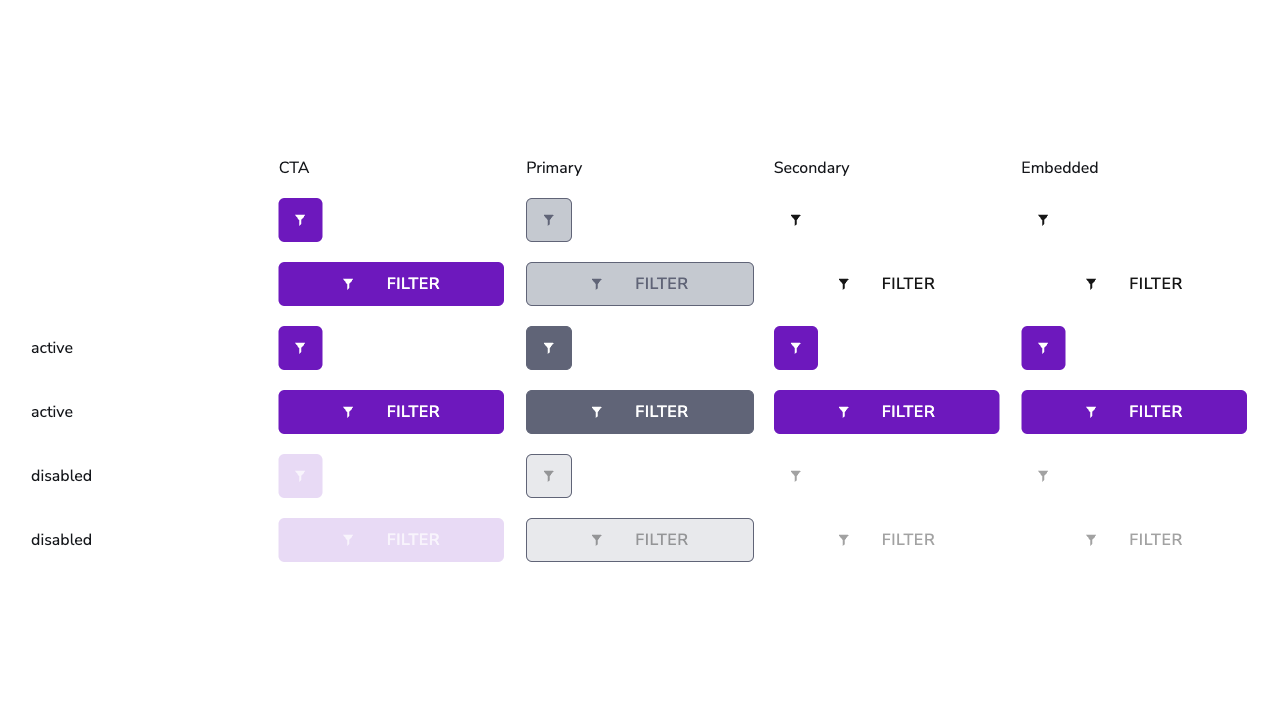 CTA Primary Secondary Embedded
FILTER FILTER FILTER FILTER
active
active FILTER FILTER FILTER FILTER
disabled
disabled FILTER FILTER FILTER FILTER